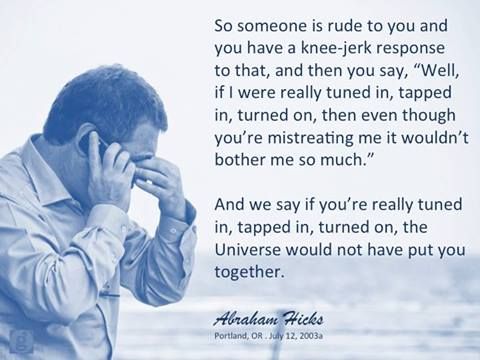 So someone is rude to you and
you have a knee-jerk response
to that, and then you say, “Well,
if I were really tuned in, tapped
in, turned on, then even though
you’re mistreating me it wouldn’t
bother me so much.”
And we say if you’re really tuned
in, tapped in, turned on, the
Universe would not have put you
together.
Abraham Hicks
Portland, OR . July 12, 2003a